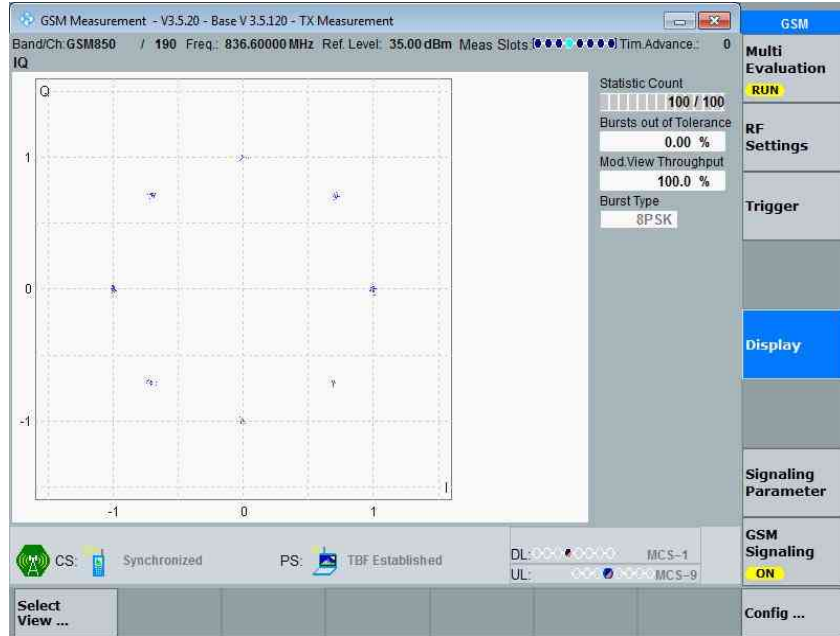 GSM Measurement - V3.5.20 - Base V 3.5.120 - TX Measurement
Band/Ch:GSM850 / 190 Freq.: 836.60000 MHz Ref. Level: 35.00 dBm Meas Slots: Tim.Advance.: 0
IQ
Q
1
0
-1
-1 0 1
I
Statistic Count
100 / 100
Bursts out of Tolerance
0.00 %
Mod.View Throughput
100.0 %
Burst Type
8PSK
CS: Synchronized PS: TBF Established
DL: MCS-1
UL: MCS-9
Select
View ...
GSM
Multi
Evaluation
RUN
RF
Settings
Trigger
Display
Signaling
Parameter
GSM
Signaling
ON
Config ...